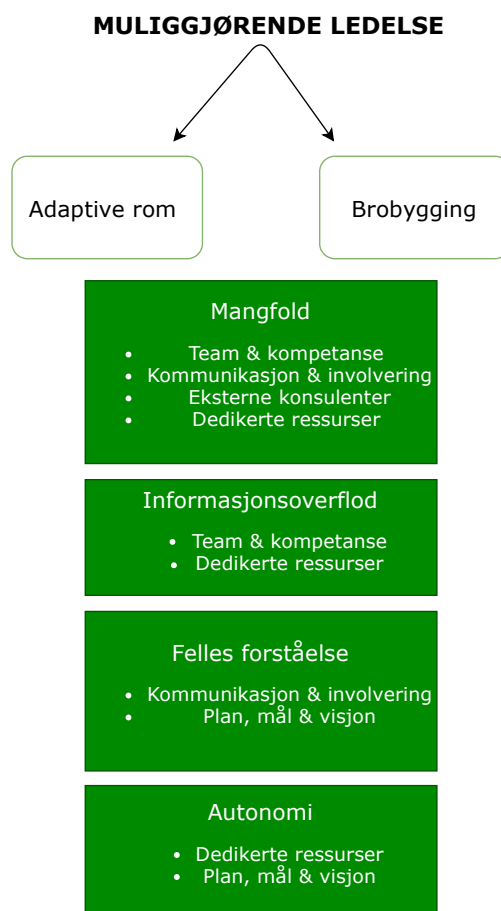 MULIGGJØRENDE LEDELSE
Adaptive rom
Brobygging
Mangfold
• Team & kompetanse
• Kommunikasjon & involvering
• Eksterne konsulenter
• Dedikerte ressurser
Informasjonsoverflod
• Team & kompetanse
• Dedikerte ressurser
Felles forståelse
• Kommunikasjon & involvering
• Plan, mål & visjon
Autonomi
• Dedikerte ressurser
• Plan, mål & visjon